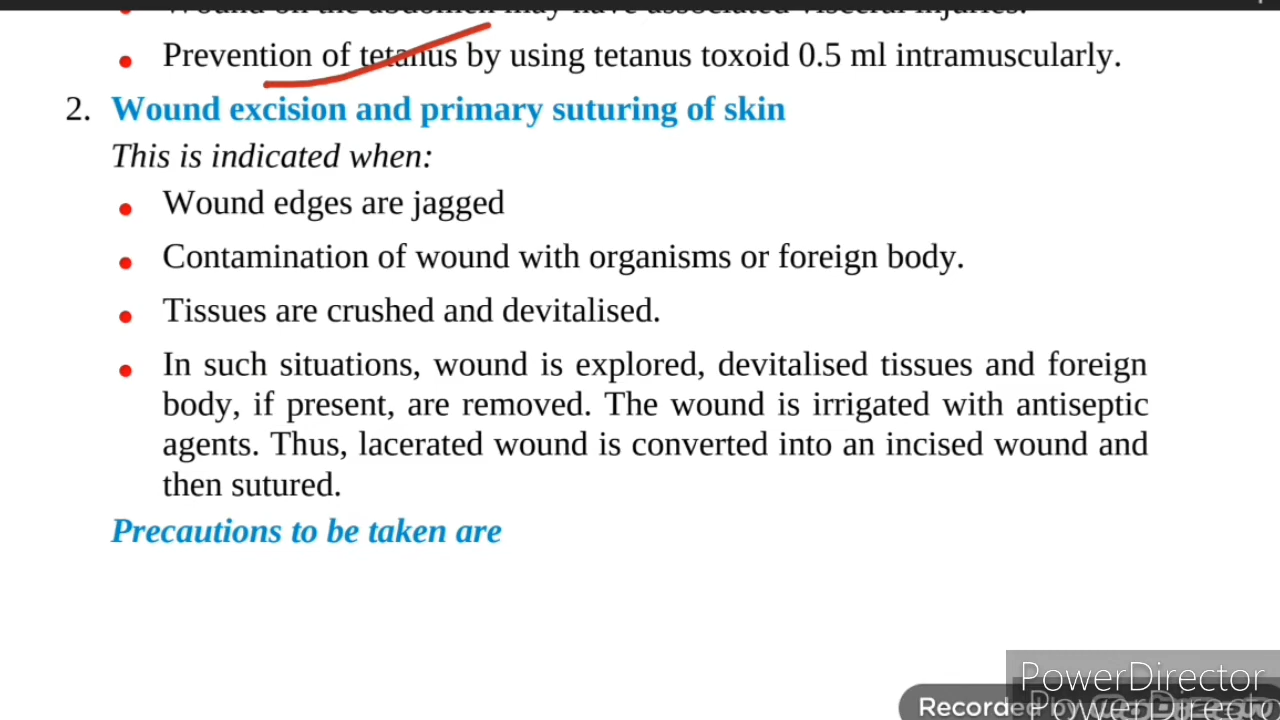 Wound on the abdomen may have associated visceral injuries.
• Prevention of tetanus by using tetanus toxoid 0.5 ml intramuscularly.
2. Wound excision and primary suturing of skin
This is indicated when:
• Wound edges are jagged
• Contamination of wound with organisms or foreign body.
• Tissues are crushed and devitalised.
• In such situations, wound is explored, devitalised tissues and foreign
body, if present, are removed. The wound is irrigated with antiseptic
agents. Thus, lacerated wound is converted into an incised wound and
then sutured.
Precautions to be taken are
PowerDirector
Recorded by